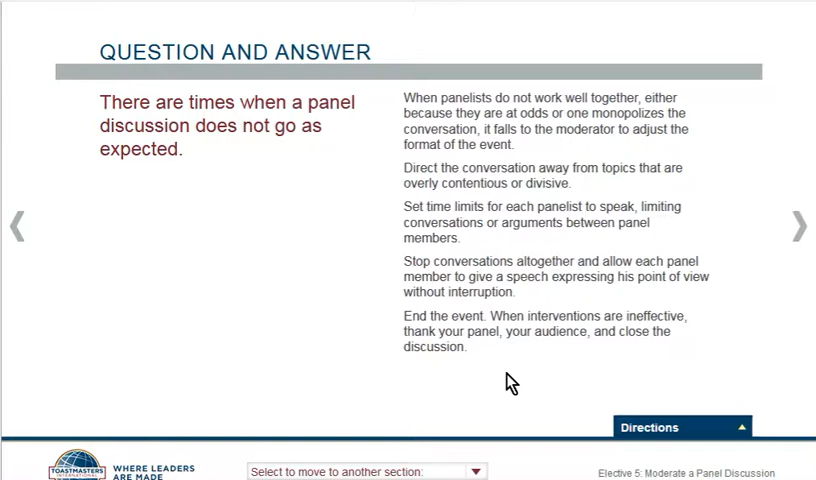 QUESTION AND ANSWER
There are times when a panel
discussion does not go as
expected.
When panelists do not work well together, either
because they are at odds or one monopolizes the
conversation, it falls to the moderator to adjust the
format of the event.
Direct the conversation away from topics that are
overly contentious or divisive.
Set time limits for each panelist to speak, limiting
conversations or arguments between panel
members.
Stop conversations altogether and allow each panel
member to give a speech expressing his point of view
without interruption.
End the event. When interventions are ineffective,
thank your panel, your audience, and close the
discussion.
Directions
TOASTMASTERS
INTERNATIONAL
WHERE LEADERS
ARE MADE
Select to move to another section:
Elective 5: Moderate a Panel Discussion